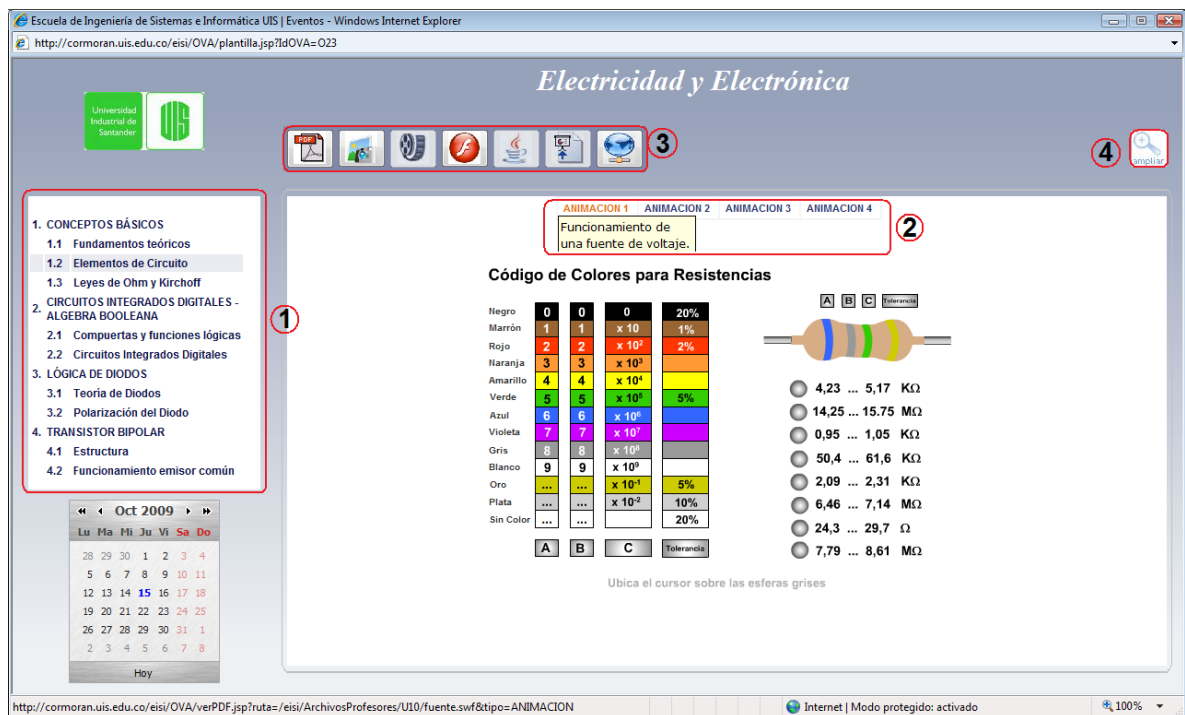 Escuela de Ingeniería de Sistemas e Informática UIS | Eventos - Windows Internet Explorer
http://cormoran.uis.edu.co/eisi/OVA/plantilla.jsp?IdOVA=O23
Electricidad y Electrónica
Universidad
Industrial de
Santander
UIS
PDF
3
4
ampliar
1. CONCEPTOS BÁSICOS
1.1 Fundamentos teóricos
1.2 Elementos de Circuito
1.3 Leyes de Ohm y Kirchoff
2. CIRCUITOS INTEGRADOS DIGITALES -
ALGEBRA BOOLEANA
2.1 Compuertas y funciones lógicas
2.2 Circuitos Integrados Digitales
3. LÓGICA DE DIODOS
3.1 Teoría de Diodos
3.2 Polarización del Diodo
4. TRANSISTOR BIPOLAR
4.1 Estructura
4.2 Funcionamiento emisor común
1
Oct 2009
Lu Ma Mi Ju Vi Sa Do
28 29 30 1 2 3 4
5 6 7 8 9 10 11
12 13 14 15 16 17 18
19 20 21 22 23 24 25
26 27 28 29 30 31 1
2 3 4 5 6 7 8
Hoy
ANIMACION 1 ANIMACION 2 ANIMACION 3 ANIMACION 4
Funcionamiento de
una fuente de voltaje.
2
Código de Colores para Resistencias
Negro 0 0 0 20%
Marrón 1 1 x 10 1%
Rojo 2 2 x 10² 2%
Naranja 3 3 x 10³
Amarillo 4 4 x 10⁴
Verde 5 5 x 10⁵ 5%
Azul 6 6 x 10⁶
Violeta 7 7 x 10⁷
Gris 8 8 x 10⁸
Blanco 9 9 x 10⁹
Oro ... ... x 10⁻¹ 5%
Plata ... ... x 10⁻² 10%
Sin Color ... ... 20%
A B C Tolerancia
A B C Tolerancia
4,23 ... 5,17 KΩ
14,25 ... 15.75 MΩ
0,95 ... 1,05 KΩ
50,4 ... 61,6 KΩ
2,09 ... 2,31 KΩ
6,46 ... 7,14 MΩ
24,3 ... 29,7 Ω
7,79 ... 8,61 MΩ
Ubica el cursor sobre las esferas grises
http://cormoran.uis.edu.co/eisi/OVA/verPDF.jsp?ruta=/eisi/ArchivosProfesores/U10/fuente.swf&tipo=ANIMACION
Internet | Modo protegido: activado
100%